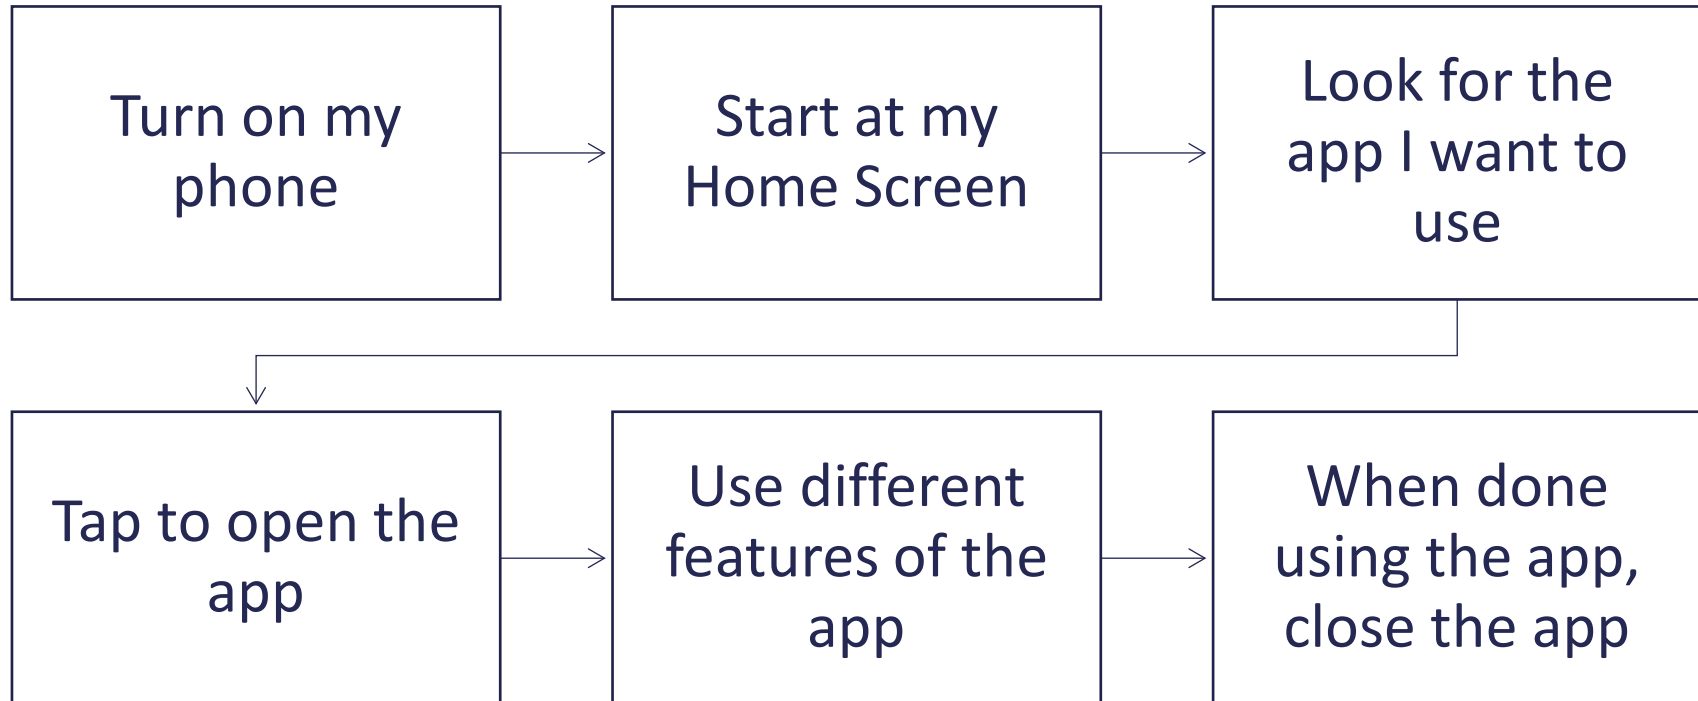 Turn on my
phone
Start at my
Home Screen
Look for the
app I want to
use
Tap to open the
app
Use different
features of the
app
When done
using the app,
close the app